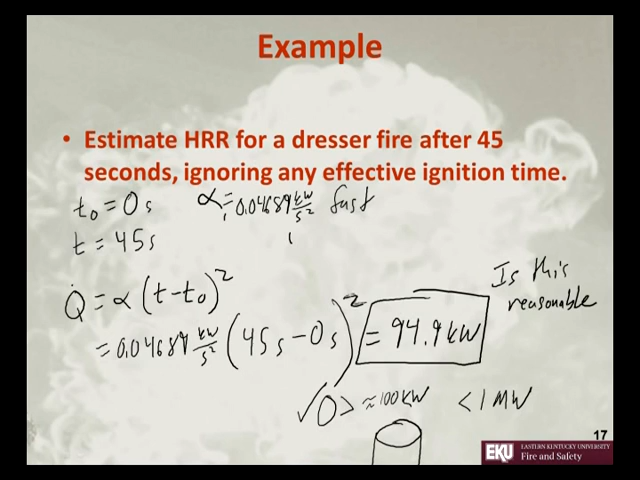 Example
• Estimate HRR for a dresser fire after 45
seconds, ignoring any effective ignition time.
t₀ = 0 s    α = 0.04689 kW/s²  fast
t = 45 s
Q̇ = α (t - t₀)²
= 0.04689 kW/s² (45 s - 0 s)² = 94.9 kW
Is this
reasonable
√ 0 > ≈100 kW   < 1 MW
17
EKU EASTERN KENTUCKY UNIVERSITY
Fire and Safety